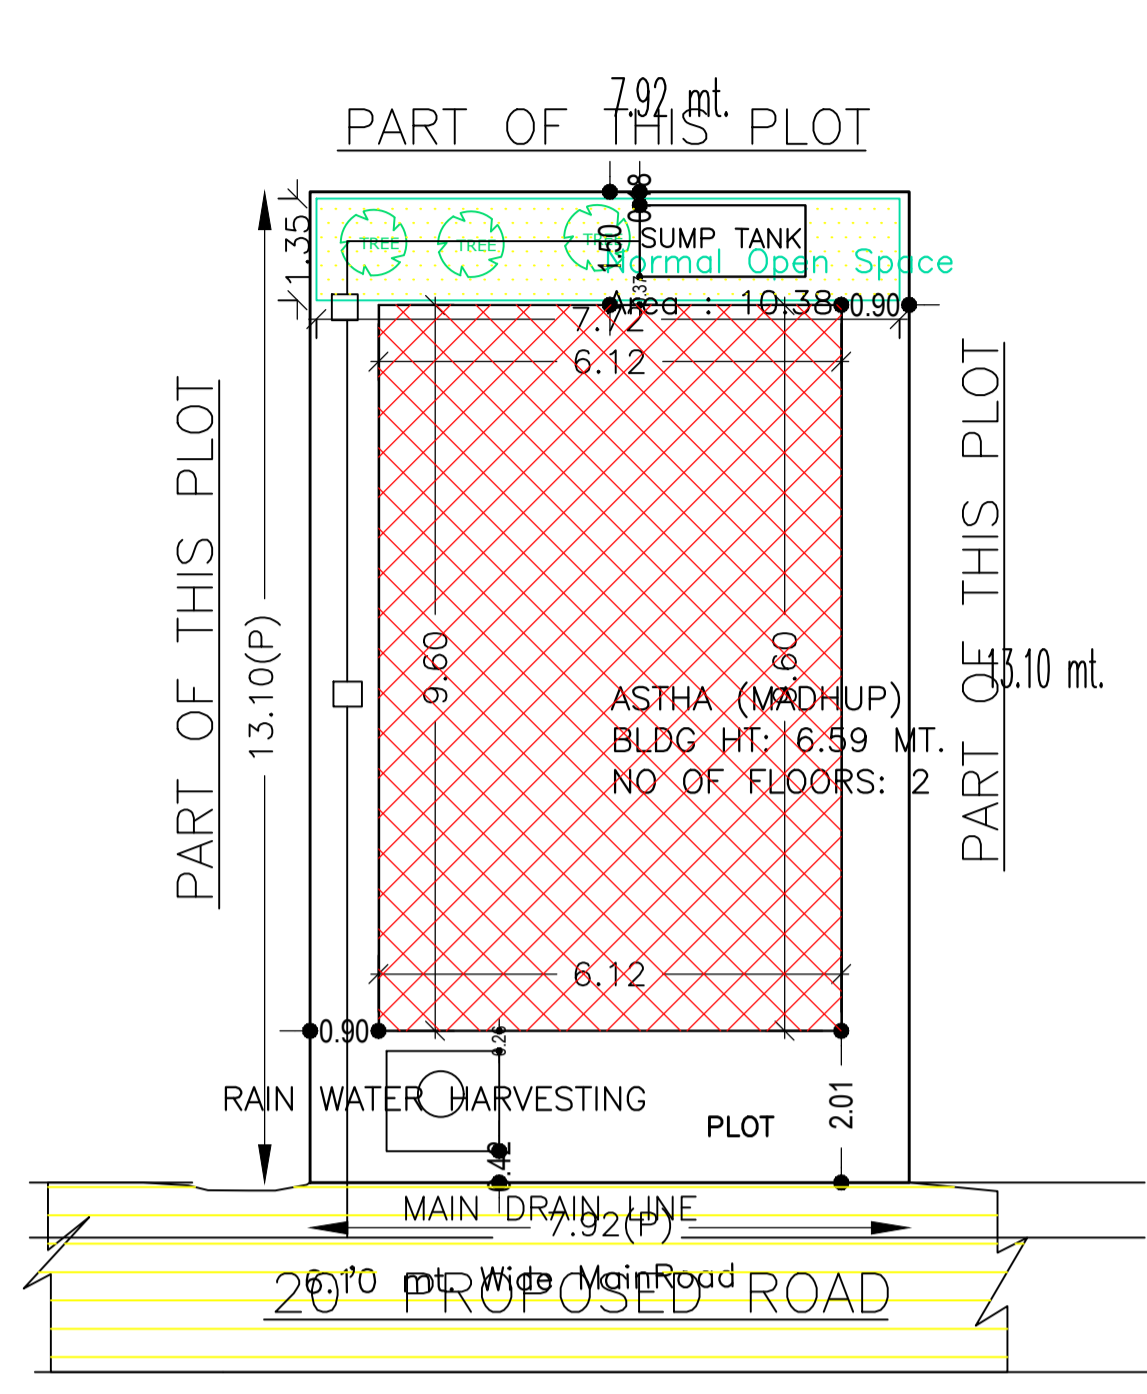 7.92 mt.
PART OF THIS PLOT
1.35
TREE
TREE
TREE
1.50
SUMP TANK
Normal Open Space
Area : 10.38
0.90
7.72
6.12
PART OF THIS PLOT
13.10(P)
9.60
9.60
PART OF THIS PLOT
13.10 mt.
ASTHA (MADHUP)
BLDG HT: 6.59 MT.
NO OF FLOORS: 2
6.12
0.90
0.26
RAIN WATER HARVESTING
PLOT
2.01
MAIN DRAIN LINE
7.92(P)
6.10 mt. Wide MainRoad
20' PROPOSED ROAD